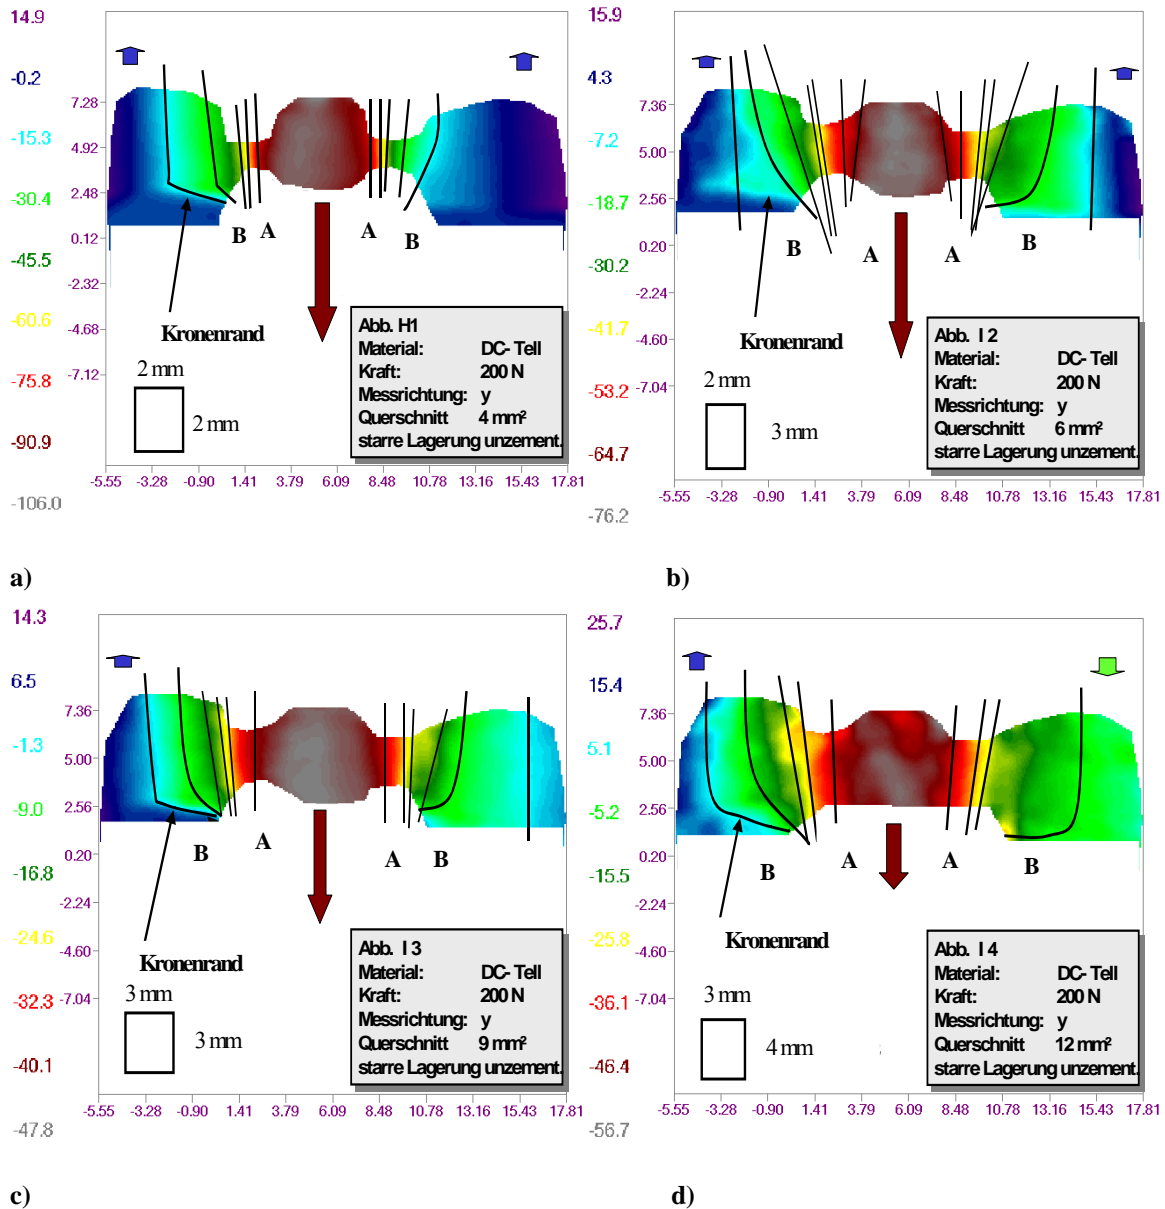 14.9
-0.2
-15.3
-30.4
-45.5
-60.6
-75.8
-90.9
-106.0
7.28
4.92
2.48
0.12
-2.32
-4.68
-7.12
B
A
A
B
Kronenrand
2 mm
2 mm
Abb. H1
Material: DC- Tell
Kraft: 200 N
Messrichtung: y
Querschnitt 4 mm²
starre Lagerung unzement.
-5.55 -3.28 -0.90 1.41 3.79 6.09 8.48 10.78 13.16 15.43 17.81
a)
15.9
4.3
-7.2
-18.7
-30.2
-41.7
-53.2
-64.7
-76.2
7.36
5.00
2.56
0.20
-2.24
-4.60
-7.04
B
A
A
B
Kronenrand
2 mm
3 mm
Abb. I 2
Material: DC- Tell
Kraft: 200 N
Messrichtung: y
Querschnitt 6 mm²
starre Lagerung unzement.
-5.55 -3.28 -0.90 1.41 3.79 6.09 8.48 10.78 13.16 15.43 17.81
b)
14.3
6.5
-1.3
-9.0
-16.8
-24.6
-32.3
-40.1
-47.8
7.36
5.00
2.56
0.20
-2.24
-4.60
-7.04
B
A
A
B
Kronenrand
3 mm
3 mm
Abb. I 3
Material: DC- Tell
Kraft: 200 N
Messrichtung: y
Querschnitt 9 mm²
starre Lagerung unzement.
-5.55 -3.28 -0.90 1.41 3.79 6.09 8.48 10.78 13.16 15.43 17.81
c)
25.7
15.4
5.1
-5.2
-15.5
-25.8
-36.1
-46.4
-56.7
7.36
5.00
2.56
0.20
-2.24
-4.60
-7.04
B
A
A
B
Kronenrand
3 mm
4 mm
Abb. I 4
Material: DC- Tell
Kraft: 200 N
Messrichtung: y
Querschnitt 12 mm²
starre Lagerung unzement.
-5.55 -3.28 -0.90 1.41 3.79 6.09 8.48 10.78 13.16 15.43 17.81
d)